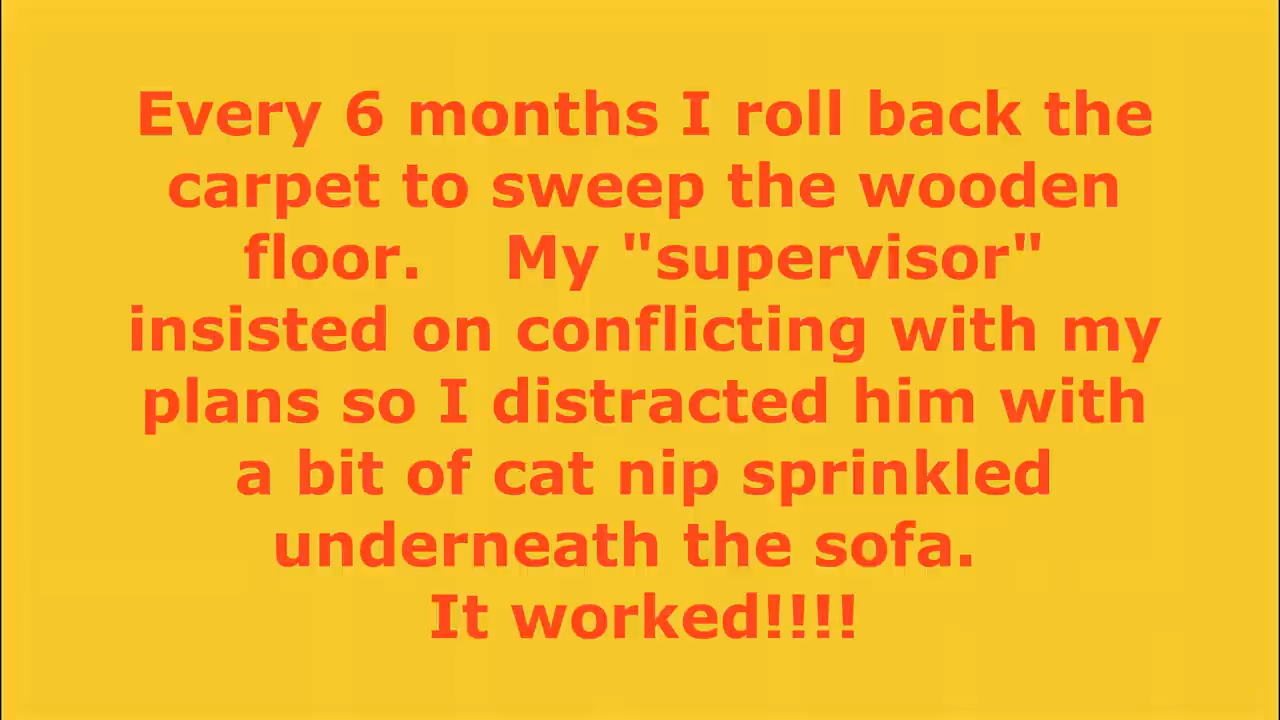 Every 6 months I roll back the
carpet to sweep the wooden
floor.    My "supervisor"
insisted on conflicting with my
plans so I distracted him with
a bit of cat nip sprinkled
underneath the sofa.
It worked!!!!